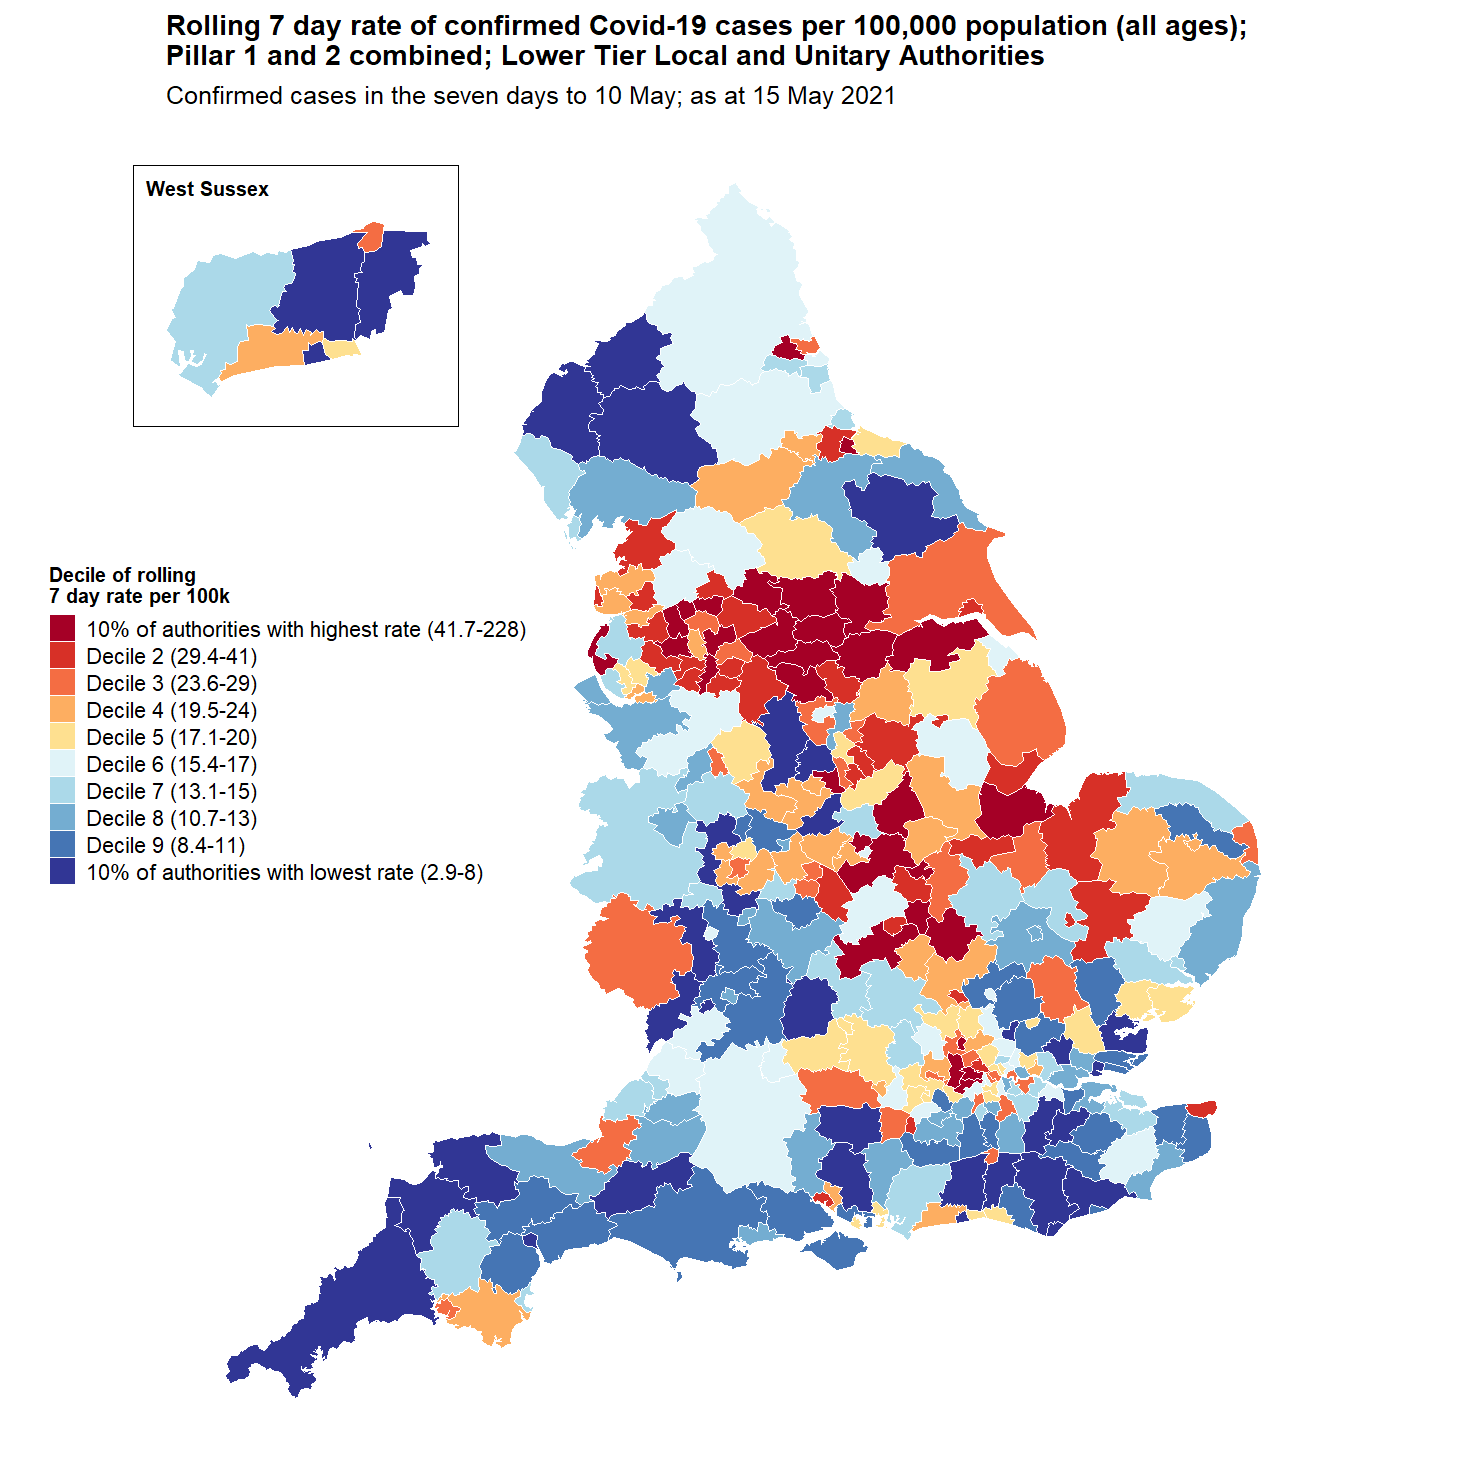 Rolling 7 day rate of confirmed Covid-19 cases per 100,000 population (all ages);
Pillar 1 and 2 combined; Lower Tier Local and Unitary Authorities
Confirmed cases in the seven days to 10 May; as at 15 May 2021
West Sussex
Decile of rolling
7 day rate per 100k
10% of authorities with highest rate (41.7-228)
Decile 2 (29.4-41)
Decile 3 (23.6-29)
Decile 4 (19.5-24)
Decile 5 (17.1-20)
Decile 6 (15.4-17)
Decile 7 (13.1-15)
Decile 8 (10.7-13)
Decile 9 (8.4-11)
10% of authorities with lowest rate (2.9-8)